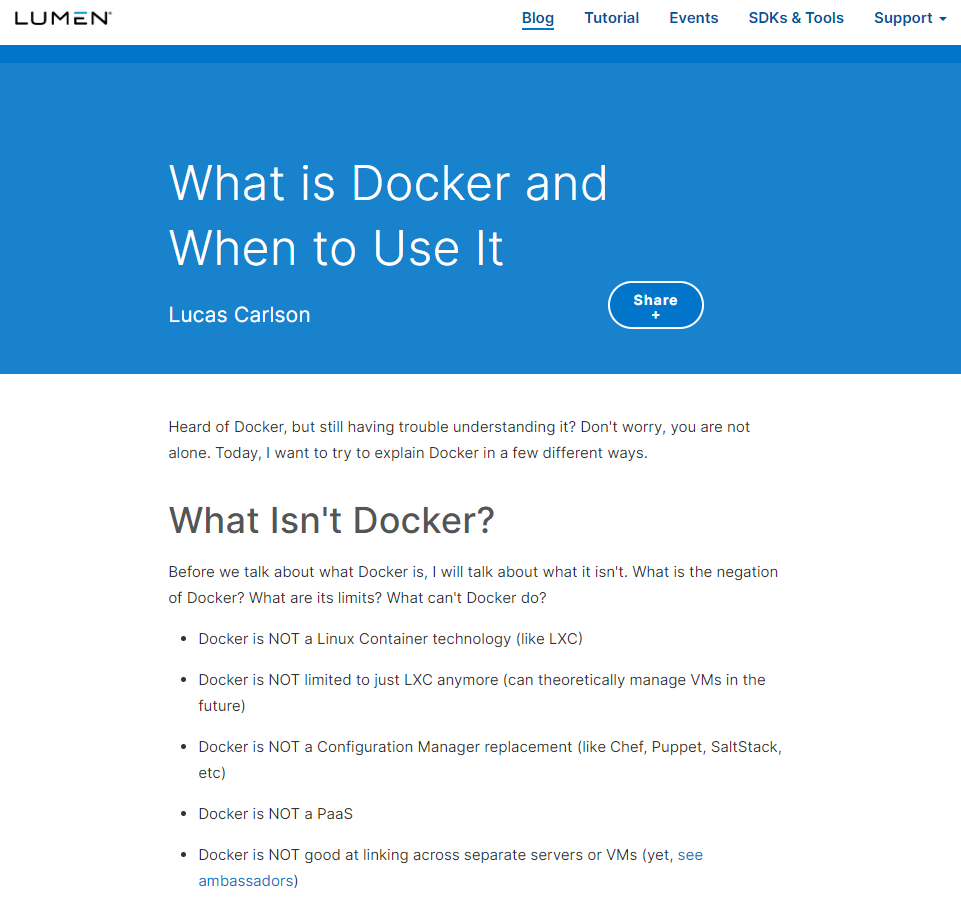 LUMEN®
Blog Tutorial Events SDKs & Tools Support
What is Docker and
When to Use It
Lucas Carlson
Share
+
Heard of Docker, but still having trouble understanding it? Don't worry, you are not
alone. Today, I want to try to explain Docker in a few different ways.
What Isn't Docker?
Before we talk about what Docker is, I will talk about what it isn't. What is the negation
of Docker? What are its limits? What can't Docker do?
• Docker is NOT a Linux Container technology (like LXC)
• Docker is NOT limited to just LXC anymore (can theoretically manage VMs in the
future)
• Docker is NOT a Configuration Manager replacement (like Chef, Puppet, SaltStack,
etc)
• Docker is NOT a PaaS
• Docker is NOT good at linking across separate servers or VMs (yet, see
ambassadors)